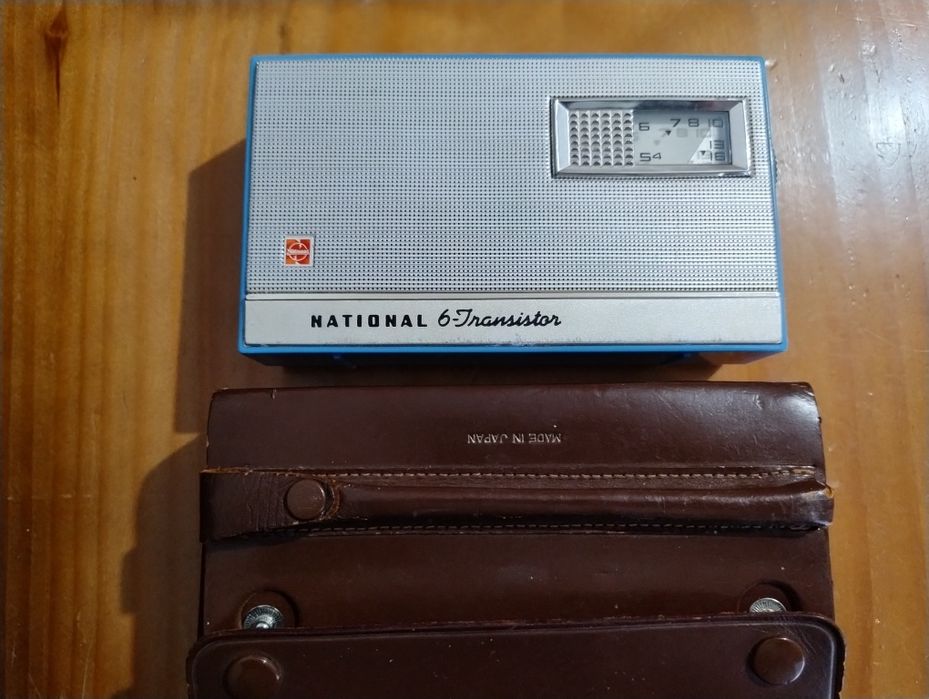 6 7 8 10
13
54 16
NATIONAL 6-Transistor
MADE IN JAPAN